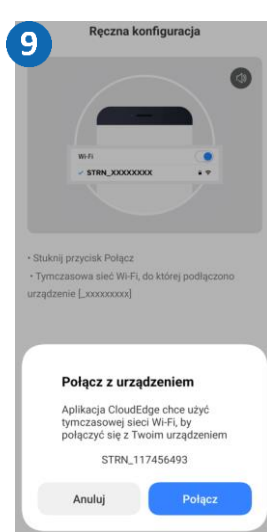 9
Ręczna konfiguracja
Wi-Fi
STRN_XXXXXXXX
• Stuknij przycisk Połącz
• Tymczasowa sieć Wi-Fi, do której podłączono
urządzenie [_xxxxxxxxx]
Połącz z urządzeniem
Aplikacja CloudEdge chce użyć
tymczasowej sieci Wi-Fi, by
połączyć się z Twoim urządzeniem
STRN_117456493
Anuluj
Połącz